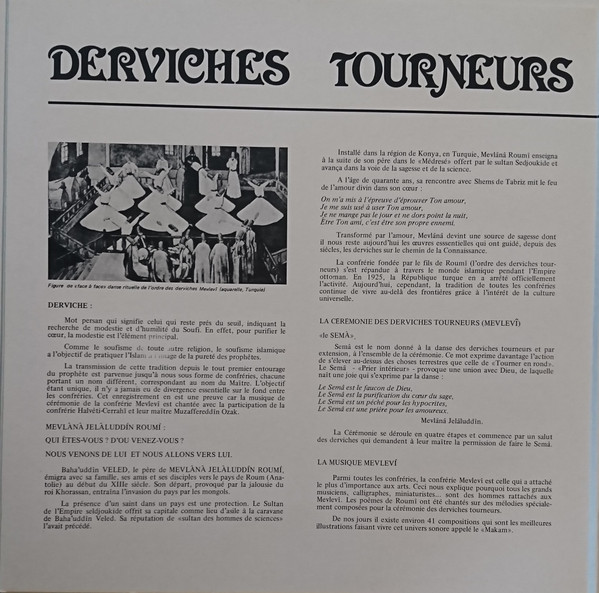 DERVICHES TOURNEURS
Figure de «face à face» danse rituelle de l'ordre des derviches Mevlevî (aquarelle, Turquie)
DERVICHE :
Mot persan qui signifie celui qui reste près du seuil, indiquant la
recherche de modestie et d'humilité du Soufi. En effet, pour purifier le
cœur, la modestie est l'élément principal.
Comme le soufisme de toute autre religion, le soufisme islamique
a l'objectif de pratiquer l'Islam à l'image de la pureté des prophètes.
La transmission de cette tradition depuis le tout premier entourage
du prophète est parvenue jusqu'à nous sous forme de confréries, chacune
portant un nom différent, correspondant au nom du Maître. L'objectif
étant unique, il n'y a jamais eu de divergence essentielle sur le fond entre
les confréries. Cet enregistrement en est une preuve car la musique de
cérémonie de la confrérie Mevlevî est chantée avec la participation de la
confrérie Halvéti-Cerrahî et leur maître Muzaffereddin Ozak.
MEVLÂNÂ JELÂLUDDÎN ROUMÎ :
QUI ÊTES-VOUS ? D'OU VENEZ-VOUS ?
NOUS VENONS DE LUI ET NOUS ALLONS VERS LUI.
Baha'uddin VELED, le père de MEVLÂNÂ JELÂLUDDÎN ROUMÎ,
émigra avec sa famille, ses amis et ses disciples vers le pays de Roum (Ana-
tolie) au début du XIIIe siècle. Son départ, provoqué par la jalousie du
roi Khorassan, entraîna l'invasion du pays par les mongols.
La présence d'un saint dans un pays est une protection. Le Sultan
de l'Empire seldjoukide offrit sa capitale comme lieu d'asile à la caravane
de Baha'uddin Veled. Sa réputation de «sultan des hommes de sciences»
l'avait précédé.
Installé dans la région de Konya, en Turquie, Mevlânâ Roumî enseigna
à la suite de son père dans le «Médresé» offert par le sultan Sedjoukide et
avança dans la voie de la sagesse et de la science.
A l'âge de quarante ans, sa rencontre avec Shems de Tabriz mit le feu
de l'amour divin dans son cœur :
On m'a mis à l'épreuve d'éprouver Ton amour,
Je me suis usé à user Ton amour,
Je ne mange pas le jour et ne dors point la nuit,
Être Ton ami, c'est être son propre ennemi.
Transformé par l'amour, Mevlânâ devint une source de sagesse dont
il nous reste aujourd'hui les œuvres essentielles qui ont guidé, depuis des
siècles, les derviches sur le chemin de la Connaissance.
La confrérie fondée par le fils de Roumî (l'ordre des derviches tour-
neurs) s'est répandue à travers le monde islamique pendant l'Empire
ottoman. En 1925, la République turque en a arrêté officiellement
l'activité. Aujourd'hui, cependant, la tradition de toutes les confréries
continue de vivre au-delà des frontières grâce à l'intérêt de la culture
universelle.
LA CÉRÉMONIE DES DERVICHES TOURNEURS (MEVLEVÎ)
«le SEMÂ»,
Semâ est le nom donné à la danse des derviches tourneurs et par
extension, à l'ensemble de la cérémonie. Ce mot exprime davantage l'action
de s'élever au-dessus des choses terrestres que celle de «Tourner en rond».
Le Semâ - «Prier intérieur» - provoque une union avec Dieu, de laquelle
naît une joie qui s'exprime par la danse :
Le Semâ est le faucon de Dieu,
Le Semâ est la purification du cœur du sage,
Le Semâ est un péché pour les hypocrites,
Le Semâ est une prière pour les amoureux.
Mevlânâ Jelâluddin.
La Cérémonie se déroule en quatre étapes et commence par un salut
des derviches qui demandent à leur maître la permission de faire le Semâ.
LA MUSIQUE MEVLEVÎ
Parmi toutes les confréries, la confrérie Mevlevî est celle qui a attaché
le plus d'importance aux arts. Ceci nous explique pourquoi tous les grands
musiciens, calligraphes, miniaturistes... sont des hommes rattachés aux
Mevlevî. Les poèmes de Roumî ont été chantés sur des mélodies spéciale-
ment composées pour la cérémonie des derviches tourneurs.
De nos jours il existe environ 41 compositions qui sont les meilleures
illustrations faisant vivre cet univers sonore appelé le «Makam».